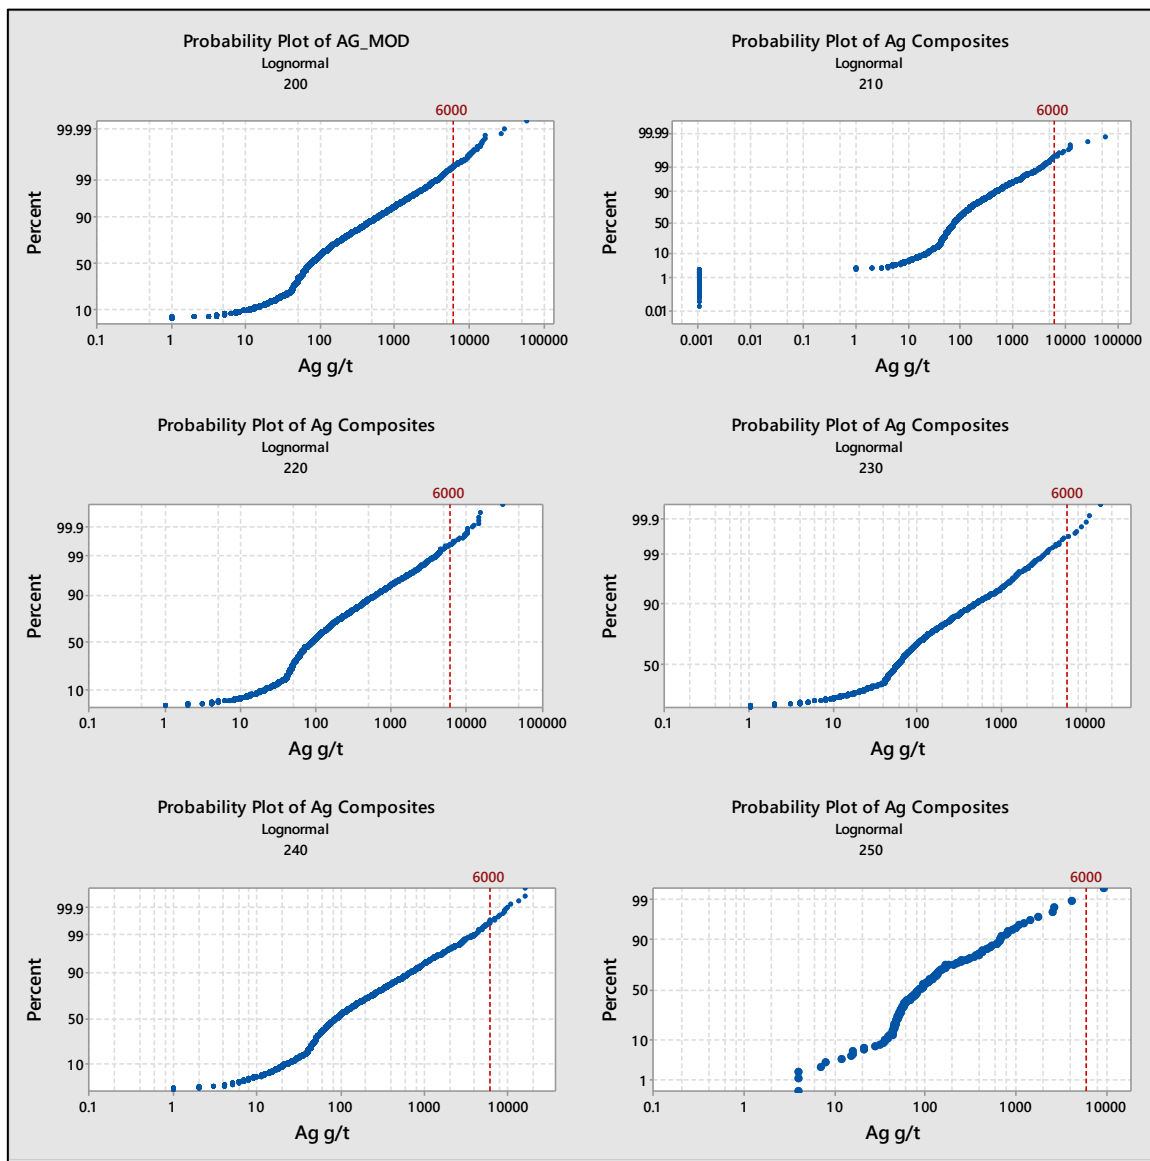 Probability Plot of AG_MOD
Lognormal
200
6000
99.99
99
90
50
10
Percent
0.1 1 10 100 1000 10000 100000
Ag g/t
Probability Plot of Ag Composites
Lognormal
210
6000
99.99
99
90
50
10
1
0.01
Percent
0.001 0.01 0.1 1 10 100 1000 10000 100000
Ag g/t
Probability Plot of Ag Composites
Lognormal
220
6000
99.9
99
90
50
10
Percent
0.1 1 10 100 1000 10000 100000
Ag g/t
Probability Plot of Ag Composites
Lognormal
230
6000
99.9
99
90
50
Percent
0.1 1 10 100 1000 10000
Ag g/t
Probability Plot of Ag Composites
Lognormal
240
6000
99.9
99
90
50
10
Percent
0.1 1 10 100 1000 10000
Ag g/t
Probability Plot of Ag Composites
Lognormal
250
6000
99
90
50
10
1
Percent
0.1 1 10 100 1000 10000
Ag g/t